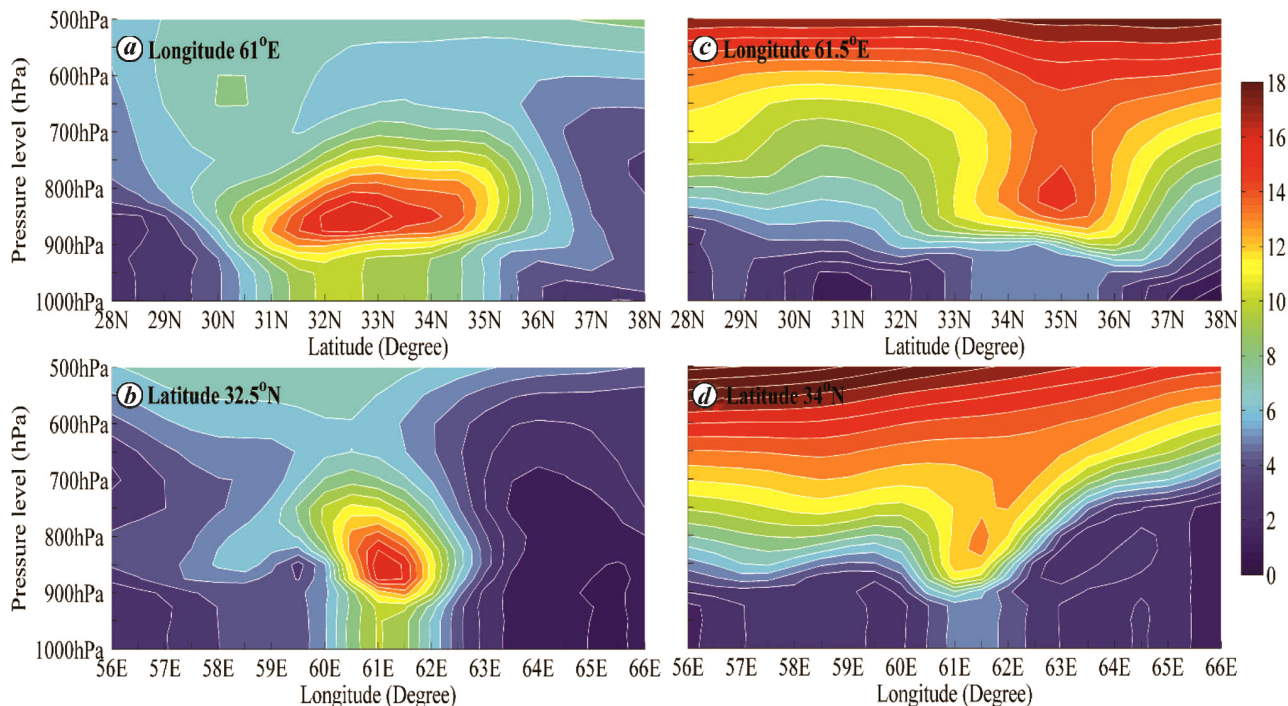 500hPa
600hPa
700hPa
800hPa
900hPa
1000hPa
Pressure level (hPa)
a Longitude 61°E
28N 29N 30N 31N 32N 33N 34N 35N 36N 37N 38N
Latitude (Degree)
c Longitude 61.5°E
28N 29N 30N 31N 32N 33N 34N 35N 36N 37N 38N
Latitude (Degree)
500hPa
600hPa
700hPa
800hPa
900hPa
1000hPa
Pressure level (hPa)
b Latitude 32.5°N
56E 57E 58E 59E 60E 61E 62E 63E 64E 65E 66E
Longitude (Degree)
d Latitude 34°N
56E 57E 58E 59E 60E 61E 62E 63E 64E 65E 66E
Longitude (Degree)
18
16
14
12
10
8
6
4
2
0